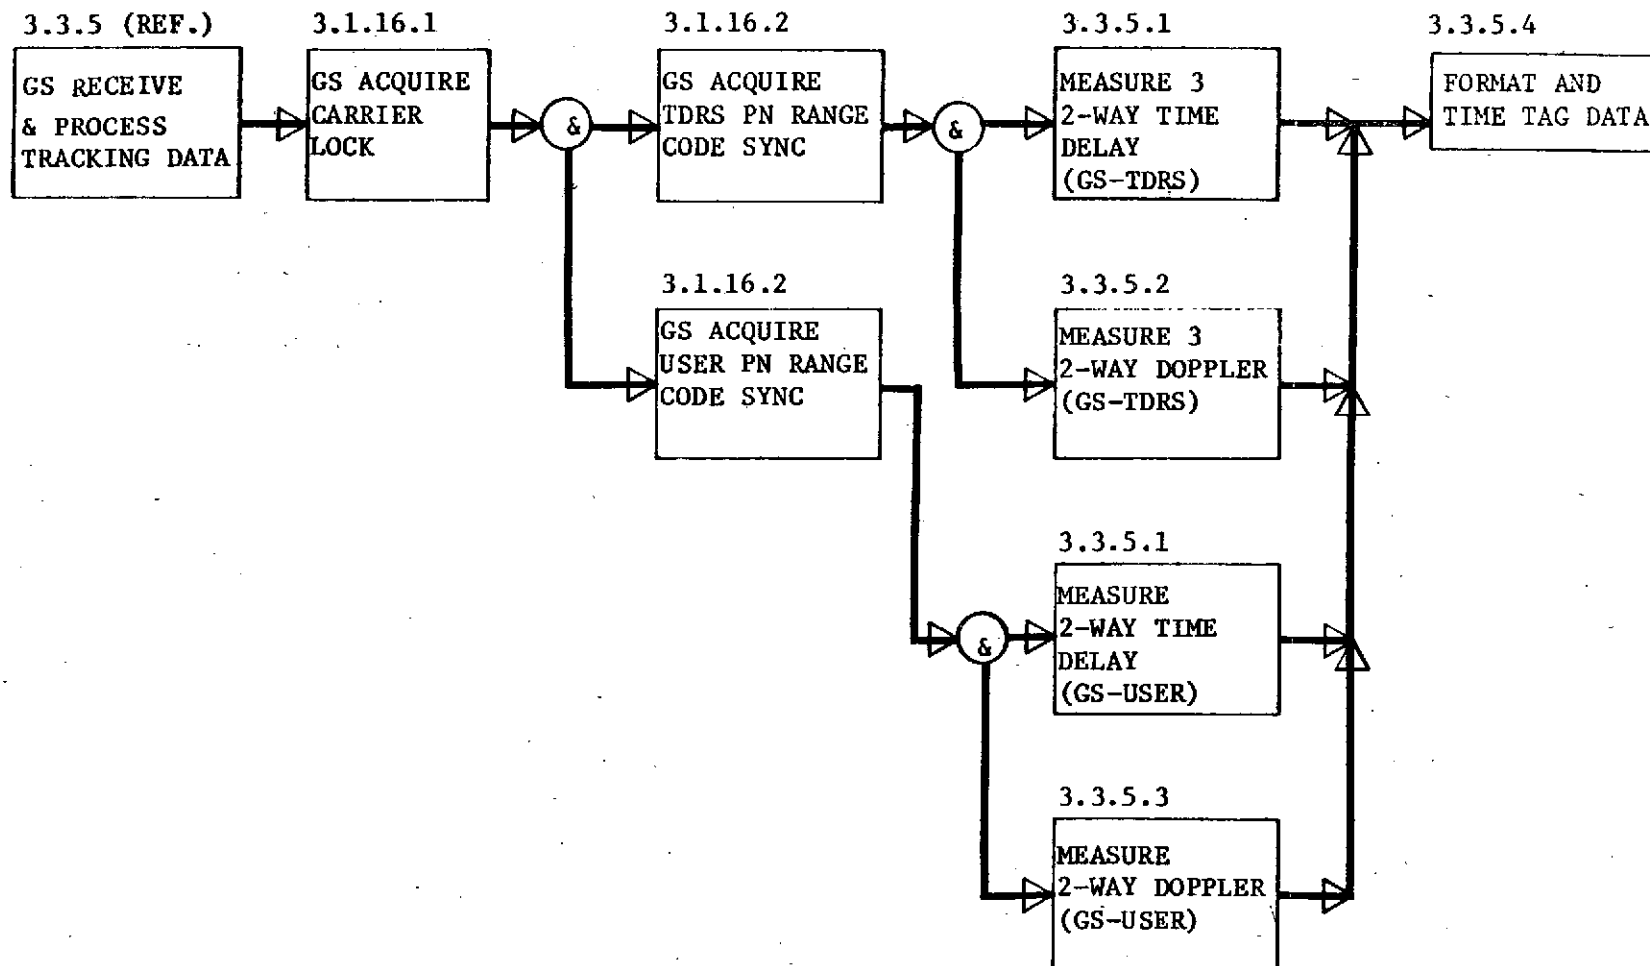 3.3.5 (REF.)
GS RECEIVE
& PROCESS
TRACKING DATA
3.1.16.1
GS ACQUIRE
CARRIER
LOCK
&
3.1.16.2
GS ACQUIRE
TDRS PN RANGE
CODE SYNC
&
3.3.5.1
MEASURE 3
2-WAY TIME
DELAY
(GS-TDRS)
3.3.5.4
FORMAT AND
TIME TAG DATA
3.1.16.2
GS ACQUIRE
USER PN RANGE
CODE SYNC
3.3.5.2
MEASURE 3
2-WAY DOPPLER
(GS-TDRS)
&
3.3.5.1
MEASURE
2-WAY TIME
DELAY
(GS-USER)
3.3.5.3
MEASURE
2-WAY DOPPLER
(GS-USER)